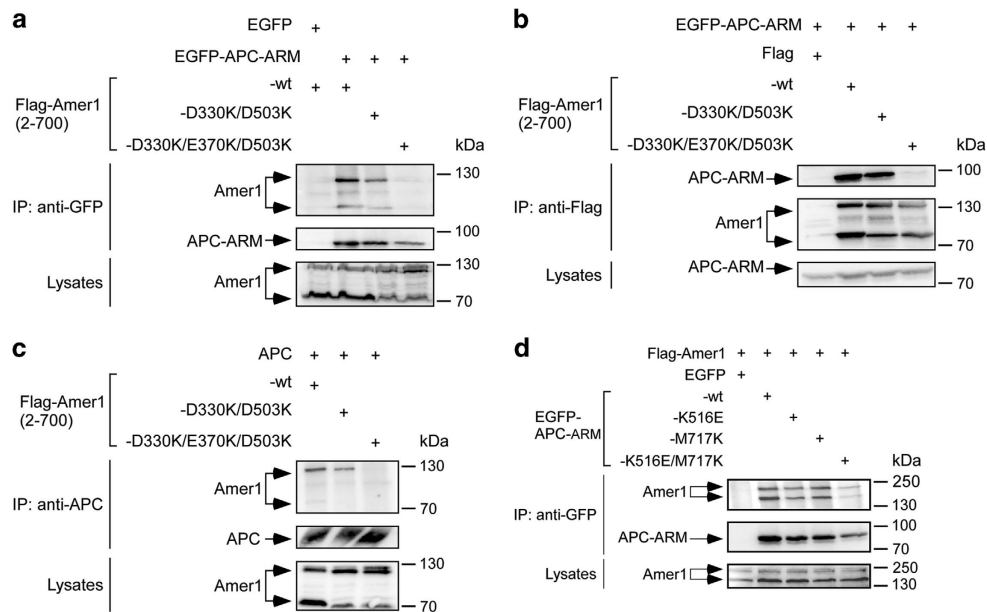 a
EGFP +
EGFP-APC-ARM + + +
Flag-Amer1 (2-700)
-wt + +
-D330K/D503K +
-D330K/E370K/D503K +
kDa
IP: anti-GFP
Amer1
130
APC-ARM
100
Lysates
Amer1
130
70
b
EGFP-APC-ARM + + + +
Flag +
Flag-Amer1 (2-700)
-wt +
-D330K/D503K +
-D330K/E370K/D503K +
kDa
IP: anti-Flag
APC-ARM
100
Amer1
130
70
Lysates
APC-ARM
70
c
APC + + +
Flag-Amer1 (2-700)
-wt +
-D330K/D503K +
-D330K/E370K/D503K +
kDa
IP: anti-APC
Amer1
130
70
APC
Lysates
Amer1
130
70
d
Flag-Amer1 + + + + +
EGFP +
EGFP-APC-ARM
-wt +
-K516E +
-M717K +
-K516E/M717K +
kDa
IP: anti-GFP
Amer1
250
130
APC-ARM
100
70
Lysates
Amer1
250
130